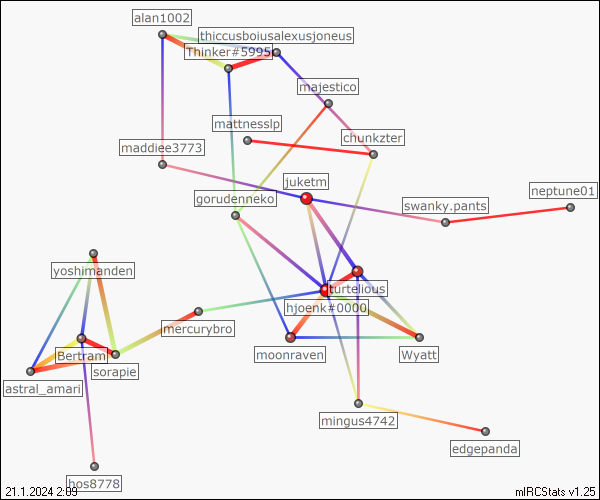 alan1002
thiccusboiusalexusjoneus
Thinker#5995
majestico
mattnesslp
chunkzter
maddiee3773
juketm
neptune01
gorudenneko
swanky.pants
yoshimanden
turtelious
hjoenk#0000
mercurybro
Bertram
moonraven
Wyatt
sorapie
astral_amari
mingus4742
edgepanda
hos8778
21.1.2024 2:09
mIRCStats v1.25